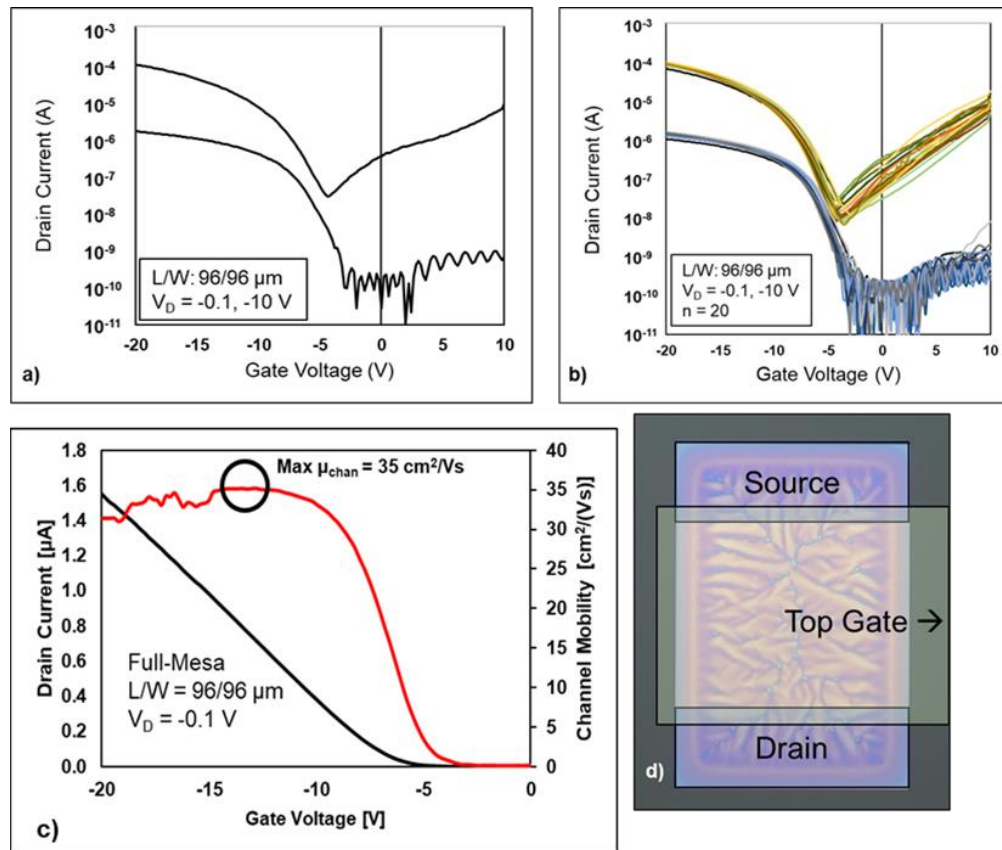 10⁻³
10⁻⁴
10⁻⁵
10⁻⁶
10⁻⁷
10⁻⁸
10⁻⁹
10⁻¹⁰
10⁻¹¹
Drain Current (A)
L/W: 96/96 µm
V_D = -0.1, -10 V
-20 -15 -10 -5 0 5 10
Gate Voltage (V)
a)
10⁻³
10⁻⁴
10⁻⁵
10⁻⁶
10⁻⁷
10⁻⁸
10⁻⁹
10⁻¹⁰
10⁻¹¹
Drain Current (A)
L/W: 96/96 µm
V_D = -0.1, -10 V
n = 20
-20 -15 -10 -5 0 5 10
Gate Voltage (V)
b)
1.8
1.6
1.4
1.2
1.0
0.8
0.6
0.4
0.2
0.0
Drain Current [µA]
Max µ_chan = 35 cm²/Vs
Full-Mesa
L/W = 96/96 µm
V_D = -0.1 V
40
35
30
25
20
15
10
5
0
Channel Mobility [cm²/(Vs)]
-20 -15 -10 -5 0
Gate Voltage [V]
c)
Source
Top Gate →
Drain
d)